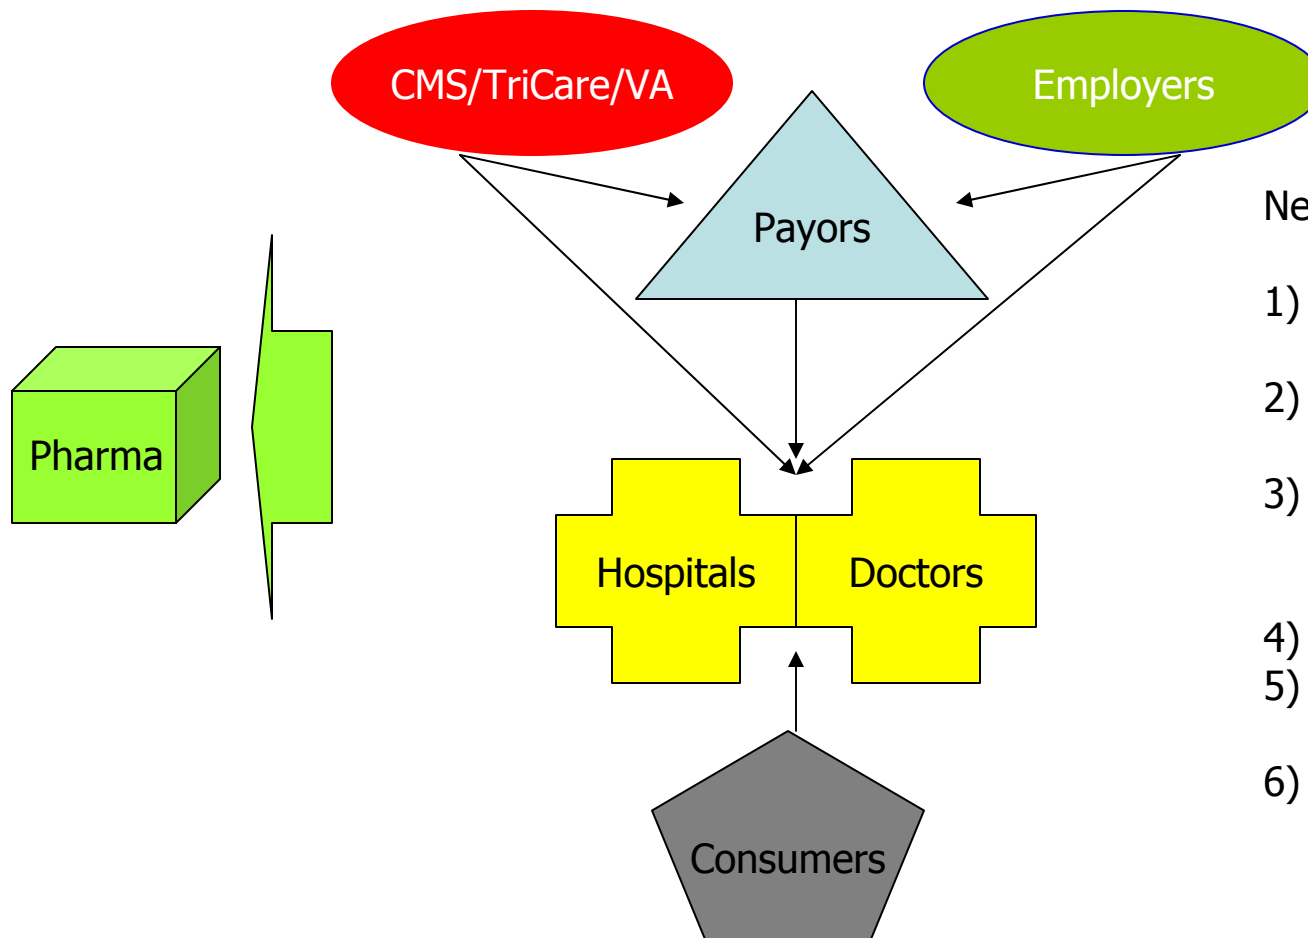 CMS/TriCare/VA
Employers
Payors
Pharma
Hospitals
Doctors
Consumers
Ne
1)
2)
3)
4)
5)
6)